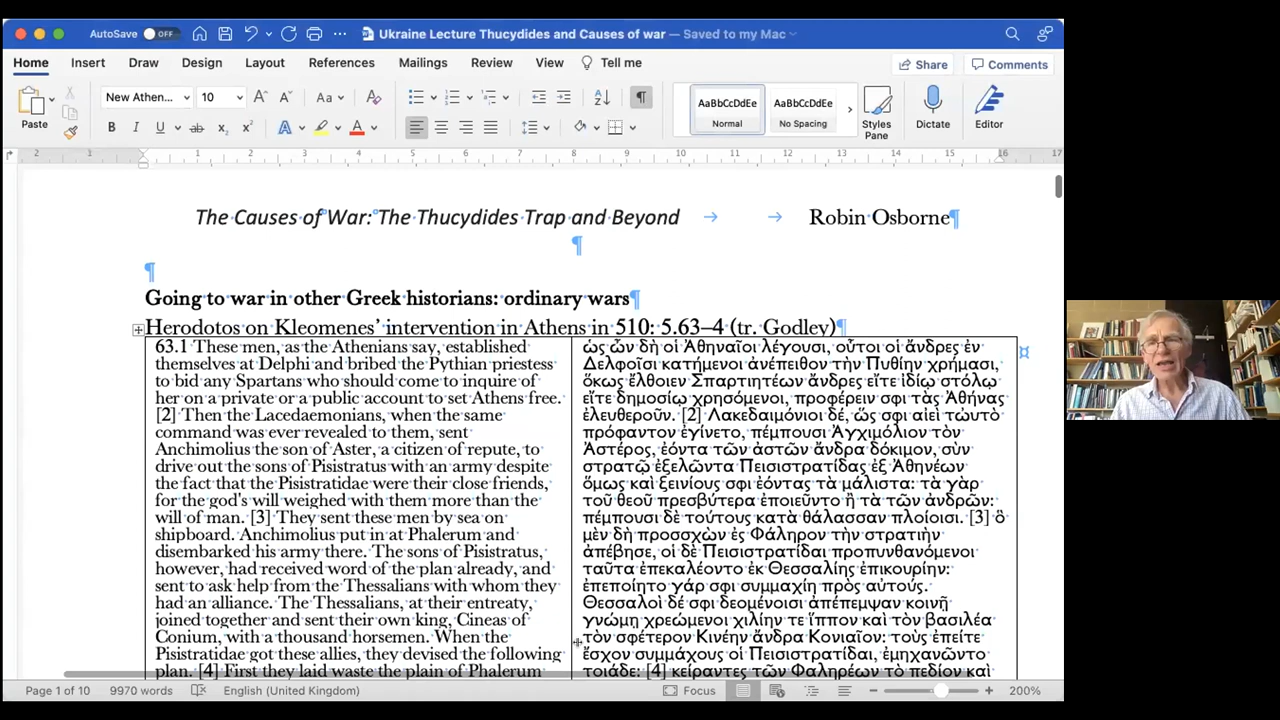 AutoSave OFF Ukraine Lecture Thucydides and Causes of war — Saved to my Mac
Home Insert Draw Design Layout References Mailings Review View Tell me Share Comments
New Athen... 10 Aa AaBbCcDdEe AaBbCcDdEe
Paste Normal No Spacing Styles Pane Dictate Editor
2 1 1 2 3 4 5 6 7 8 9 10 11 12 13 14 15 16 17
The Causes of War: The Thucydides Trap and Beyond Robin Osborne
Going to war in other Greek historians: ordinary wars
Herodotos on Kleomenes’ intervention in Athens in 510: 5.63–4 (tr. Godley)
63.1 These men, as the Athenians say, established
themselves at Delphi and bribed the Pythian priestess
to bid any Spartans who should come to inquire of
her on a private or a public account to set Athens free.
[2] Then the Lacedaemonians, when the same
command was ever revealed to them, sent
Anchimolius the son of Aster, a citizen of repute, to
drive out the sons of Pisistratus with an army despite
the fact that the Pisistratidae were their close friends,
for the god's will weighed with them more than the
will of man. [3] They sent these men by sea on
shipboard. Anchimolius put in at Phalerum and
disembarked his army there. The sons of Pisistratus,
however, had received word of the plan already, and
sent to ask help from the Thessalians with whom they
had an alliance. The Thessalians, at their entreaty,
joined together and sent their own king, Cineas of
Conium, with a thousand horsemen. When the
Pisistratidae got these allies, they devised the following
plan. [4] First they laid waste the plain of Phalerum
ὡς ὦν δὴ οἱ Ἀθηναῖοι λέγουσι, οὗτοι οἱ ἄνδρες ἐν
Δελφοῖσι κατήμενοι ἀνέπειθον τὴν Πυθίην χρήμασι,
ὅκως ἔλθοιεν Σπαρτιητέων ἄνδρες εἴτε ἰδίῳ στόλῳ
εἴτε δημοσίῳ χρησόμενοι, προφέρειν σφι τὰς Ἀθήνας
ἐλευθεροῦν. [2] Λακεδαιμόνιοι δέ, ὥς σφι αἰεὶ τὠυτὸ
πρόφαντον ἐγίνετο, πέμπουσι Ἀγχιμόλιον τὸν
Ἀστέρος, ἐόντα τῶν ἀστῶν ἄνδρα δόκιμον, σὺν
στρατῷ ἐξελῶντα Πεισιστρατίδας ἐξ Ἀθηνέων
ὅμως καὶ ξεινίους σφι ἐόντας τὰ μάλιστα: τὰ γὰρ
τοῦ θεοῦ πρεσβύτερα ἐποιεῦντο ἢ τὰ τῶν ἀνδρῶν:
πέμπουσι δὲ τούτους κατὰ θάλασσαν πλοίοισι. [3] ὃ
μὲν δὴ προσσχὼν ἐς Φάληρον τὴν στρατιὴν
ἀπέβησε, οἱ δὲ Πεισιστρατίδαι προπυνθανόμενοι
ταῦτα ἐπεκαλέοντο ἐκ Θεσσαλίης ἐπικουρίην:
ἐπεποίητο γάρ σφι συμμαχίη πρὸς αὐτούς.
Θεσσαλοὶ δέ σφι δεομένοισι ἀπέπεμψαν κοινῇ
γνώμῃ χρεώμενοι χιλίην τε ἵππον καὶ τὸν βασιλέα
τὸν σφέτερον Κινέην ἄνδρα Κονιαῖον: τοὺς ἐπείτε
ἔσχον συμμάχους οἱ Πεισιστρατίδαι, ἐμηχανῶντο
τοιάδε: [4] κείραντες τῶν Φαληρέων τὸ πεδίον καὶ
Page 1 of 10 9970 words English (United Kingdom) Focus 200%